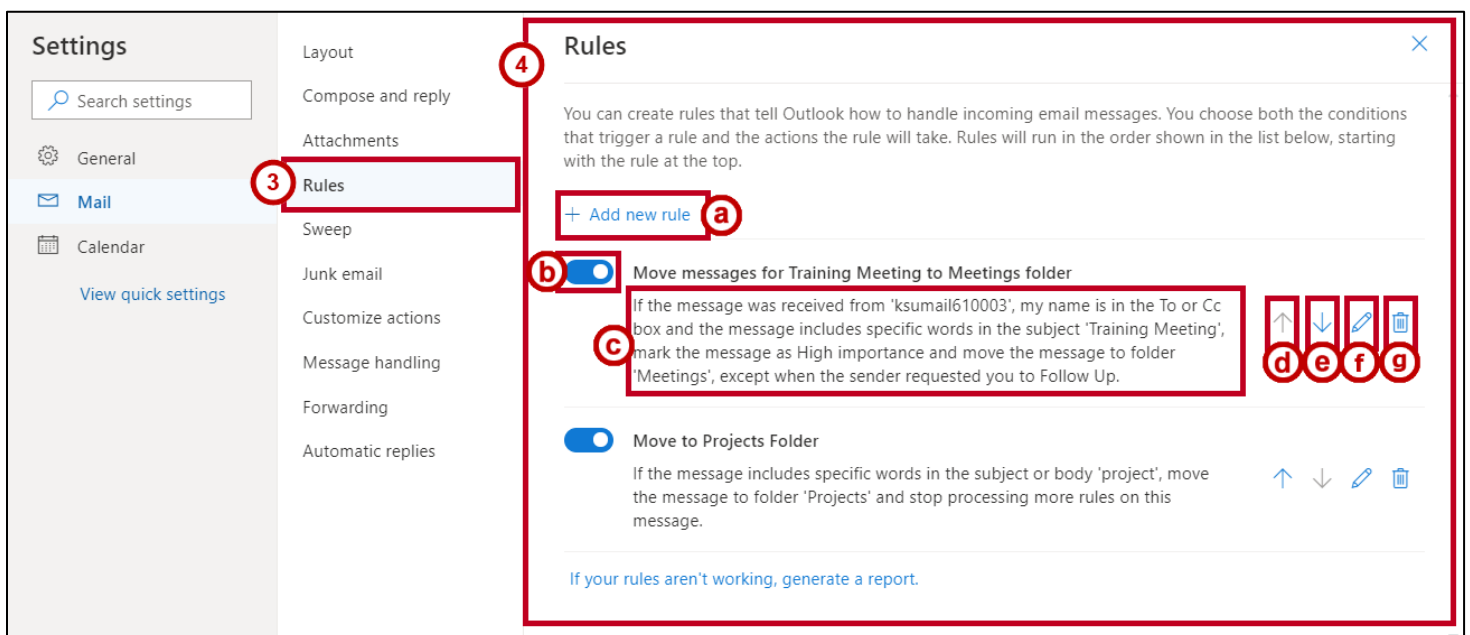 Settings
Search settings
General
Mail
Calendar
View quick settings
Layout
Compose and reply
Attachments
3
Rules
Sweep
Junk email
Customize actions
Message handling
Forwarding
Automatic replies
4
Rules
You can create rules that tell Outlook how to handle incoming email messages. You choose both the conditions
that trigger a rule and the actions the rule will take. Rules will run in the order shown in the list below, starting
with the rule at the top.
+ Add new rule
a
b
Move messages for Training Meeting to Meetings folder
c
If the message was received from 'ksumail610003', my name is in the To or Cc
box and the message includes specific words in the subject 'Training Meeting',
mark the message as High importance and move the message to folder
'Meetings', except when the sender requested you to Follow Up.
d e f g
Move to Projects Folder
If the message includes specific words in the subject or body 'project', move
the message to folder 'Projects' and stop processing more rules on this
message.
If your rules aren't working, generate a report.